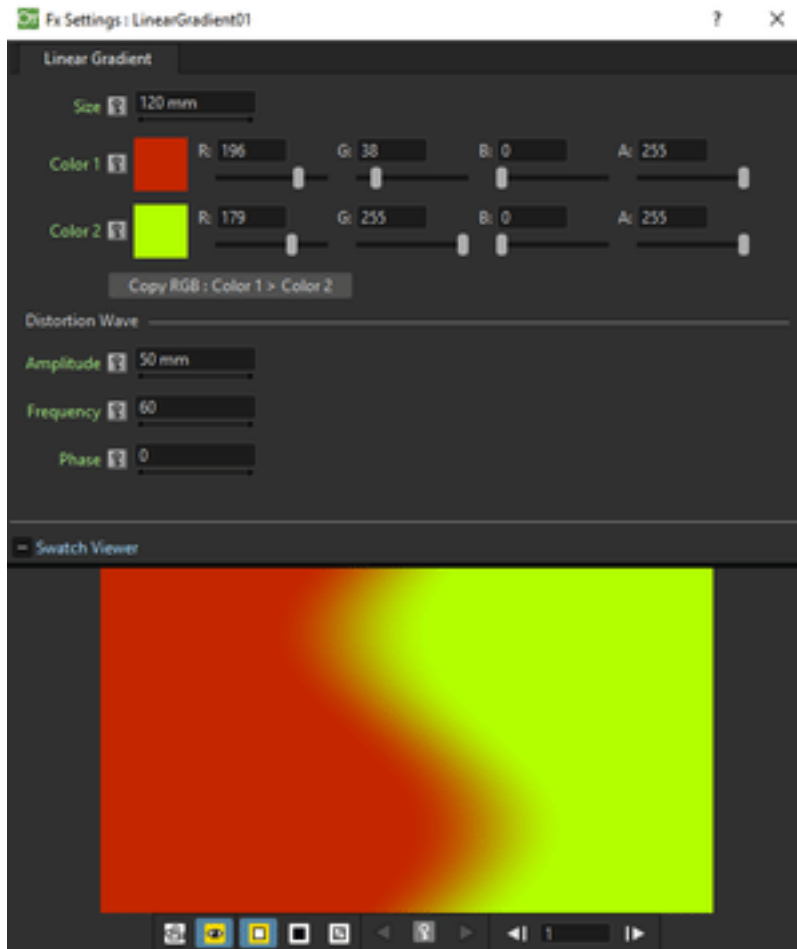 Fx Settings : LinearGradient01 ?
Linear Gradient
Size 120 mm
Color 1 R: 196 G: 38 B: 0 A: 255
Color 2 R: 179 G: 255 B: 0 A: 255
Copy RGB : Color 1 > Color 2
Distortion Wave
Amplitude 50 mm
Frequency 60
Phase 0
Swatch Viewer
1